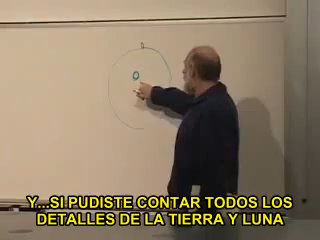 Y...SI PUDISTE CONTAR TODOS LOS
DETALLES DE LA TIERRA Y LUNA